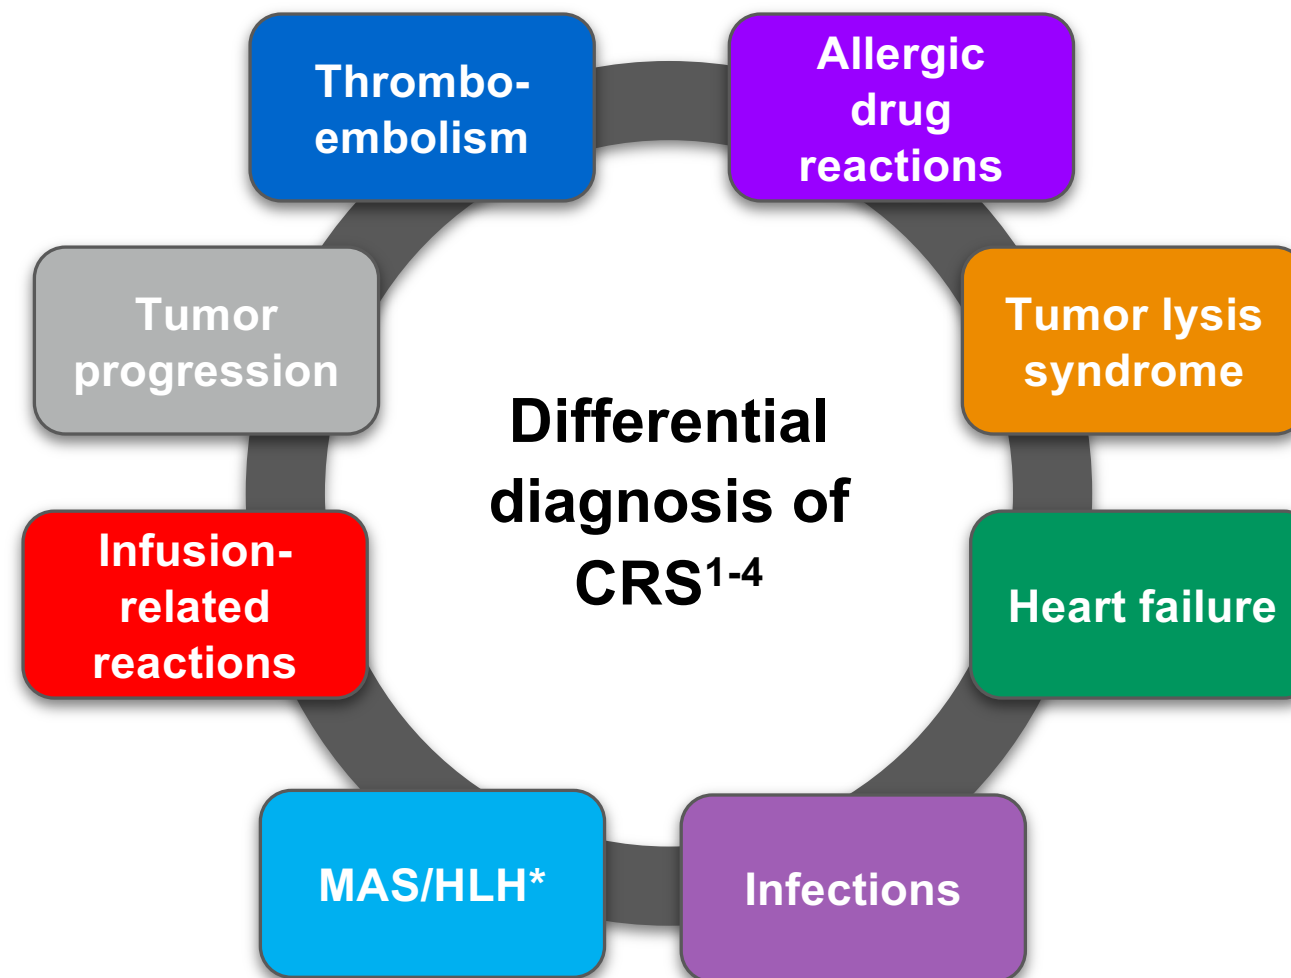 Thrombo-
embolism
Allergic
drug
reactions
Tumor
progression
Tumor lysis
syndrome
Differential
diagnosis of
CRS¹⁻⁴
Infusion-
related
reactions
Heart failure
MAS/HLH*
Infections